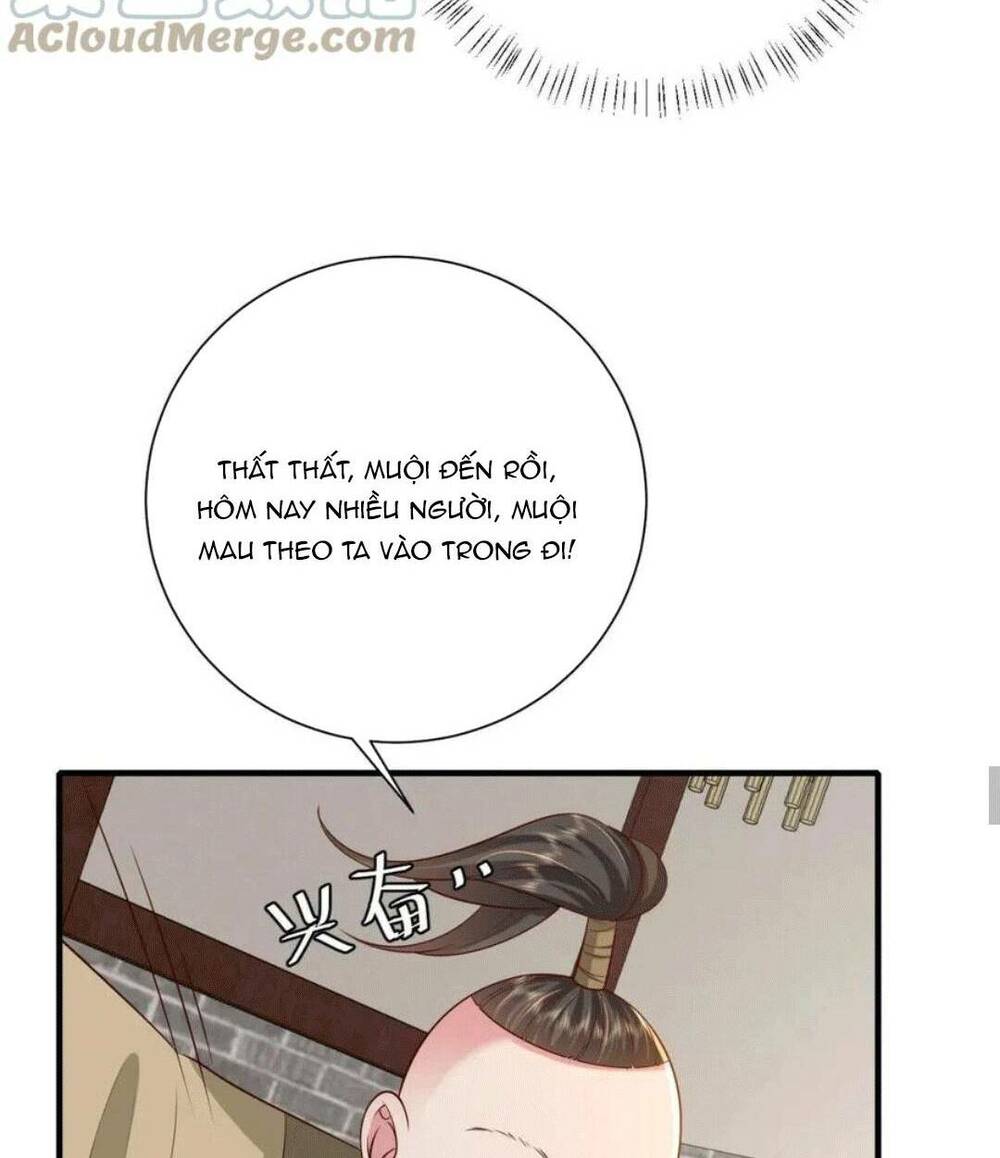 ACloudMerge.com
THẤT THẤT, MUỘI ĐẾN RỒI,
HÔM NAY NHIỀU NGƯỜI, MUỘI
MAU THEO TA VÀO TRONG ĐI!
兴奋